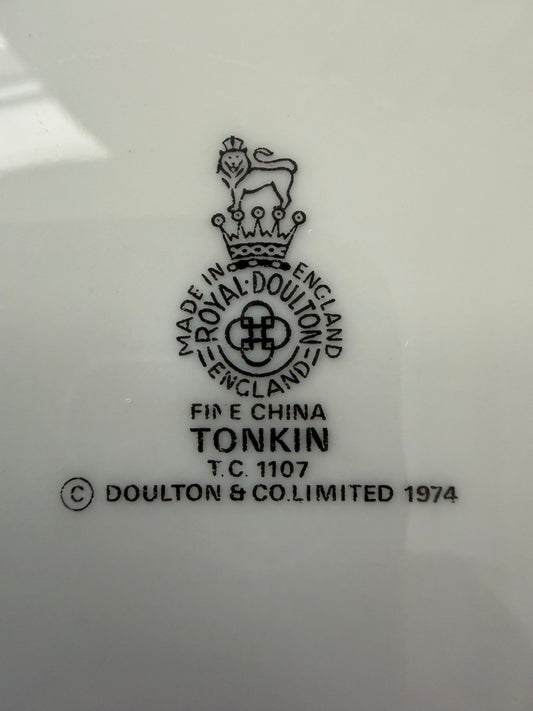 MADE IN ENGLAND
ROYAL·DOULTON
ENGLAND
FINE CHINA
TONKIN
T.C. 1107
© DOULTON & CO.LIMITED 1974